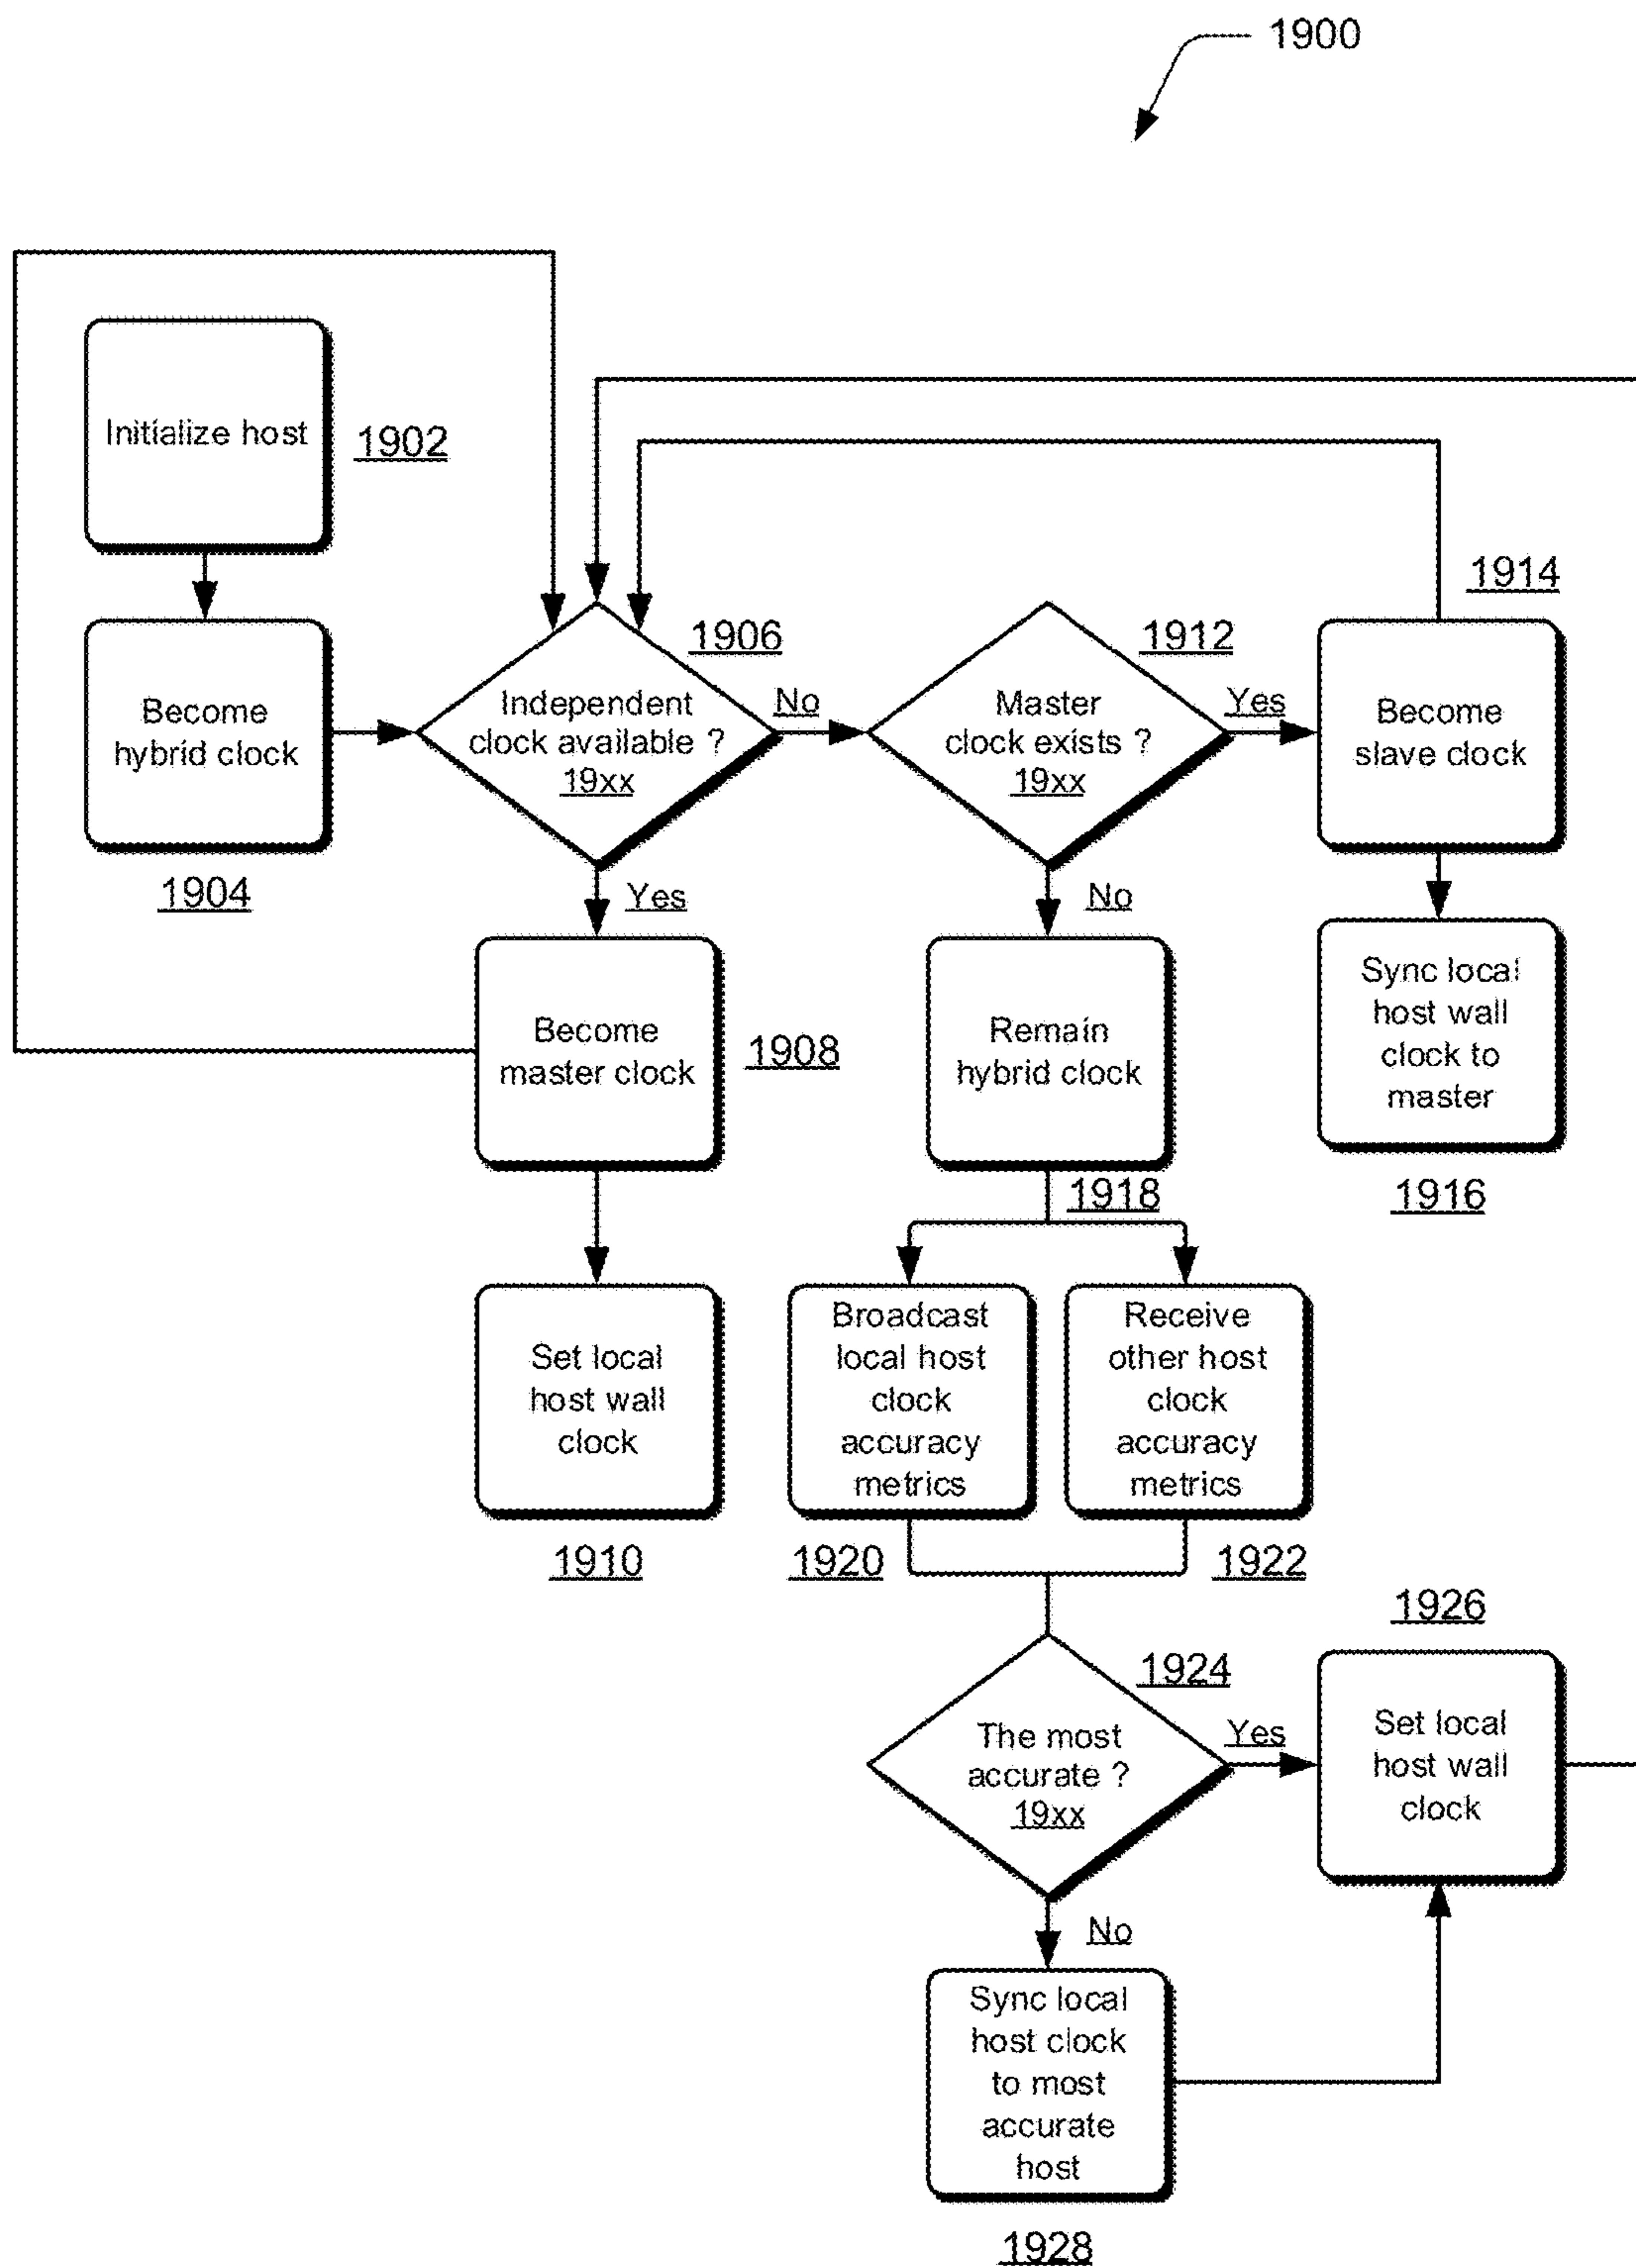 1900
Initialize host
1902
Become
hybrid clock
1904
1906
Independent
clock available ?
19xx
No
Yes
1912
Master
clock exists ?
19xx
Yes
No
1914
Become
slave clock
Sync local
host wall
clock to
master
1916
Become
master clock
1908
Set local
host wall
clock
1910
Remain
hybrid clock
1918
Broadcast
local host
clock
accuracy
metrics
1920
Receive
other host
clock
accuracy
metrics
1922
1924
The most
accurate ?
19xx
Yes
No
1926
Set local
host wall
clock
Sync local
host clock
to most
accurate
host
1928